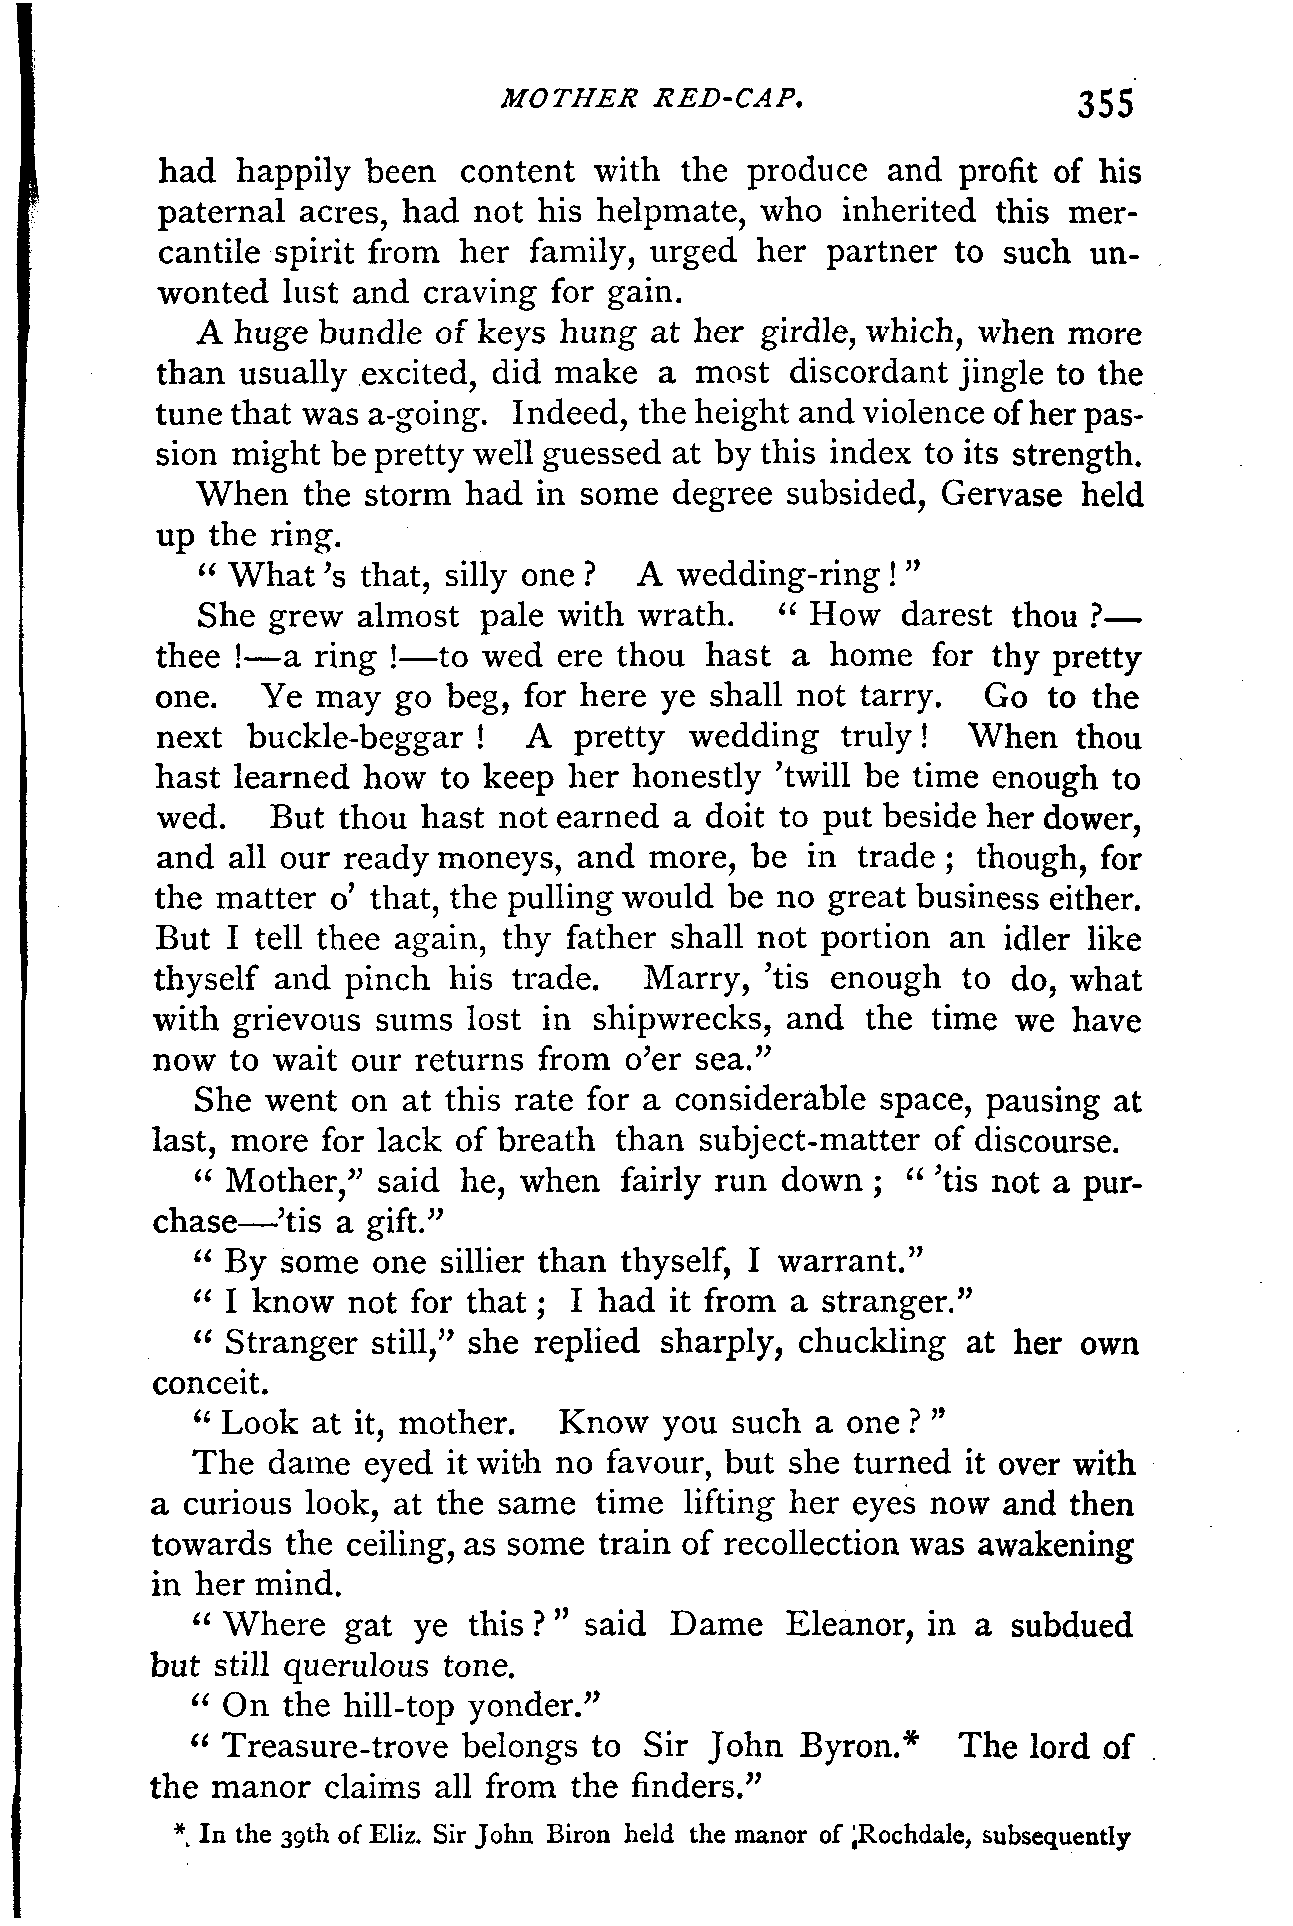 MOTHER RED-CAP. 355
had happily been content with the produce and profit of his
paternal acres, had not his helpmate, who inherited this mer-
cantile spirit from her family, urged her partner to such un-
wonted lust and craving for gain.
A huge bundle of keys hung at her girdle, which, when more
than usually excited, did make a most discordant jingle to the
tune that was a-going. Indeed, the height and violence of her pas-
sion might be pretty well guessed at by this index to its strength.
When the storm had in some degree subsided, Gervase held
up the ring.
" What's that, silly one ? A wedding-ring ! "
She grew almost pale with wrath. " How darest thou ?—
thee !—a ring !—to wed ere thou hast a home for thy pretty
one. Ye may go beg, for here ye shall not tarry. Go to the
next buckle-beggar ! A pretty wedding truly ! When thou
hast learned how to keep her honestly 'twill be time enough to
wed. But thou hast not earned a doit to put beside her dower,
and all our ready moneys, and more, be in trade ; though, for
the matter o' that, the pulling would be no great business either.
But I tell thee again, thy father shall not portion an idler like
thyself and pinch his trade. Marry, 'tis enough to do, what
with grievous sums lost in shipwrecks, and the time we have
now to wait our returns from o'er sea."
She went on at this rate for a considerable space, pausing at
last, more for lack of breath than subject-matter of discourse.
" Mother," said he, when fairly run down ; " 'tis not a pur-
chase—'tis a gift."
" By some one sillier than thyself, I warrant."
" I know not for that ; I had it from a stranger."
" Stranger still," she replied sharply, chuckling at her own
conceit.
" Look at it, mother. Know you such a one ? "
The dame eyed it with no favour, but she turned it over with
a curious look, at the same time lifting her eyes now and then
towards the ceiling, as some train of recollection was awakening
in her mind.
" Where gat ye this ? " said Dame Eleanor, in a subdued
but still querulous tone.
" On the hill-top yonder."
" Treasure-trove belongs to Sir John Byron.* The lord of
the manor claims all from the finders."
* In the 39th of Eliz. Sir John Biron held the manor of Rochdale, subsequently